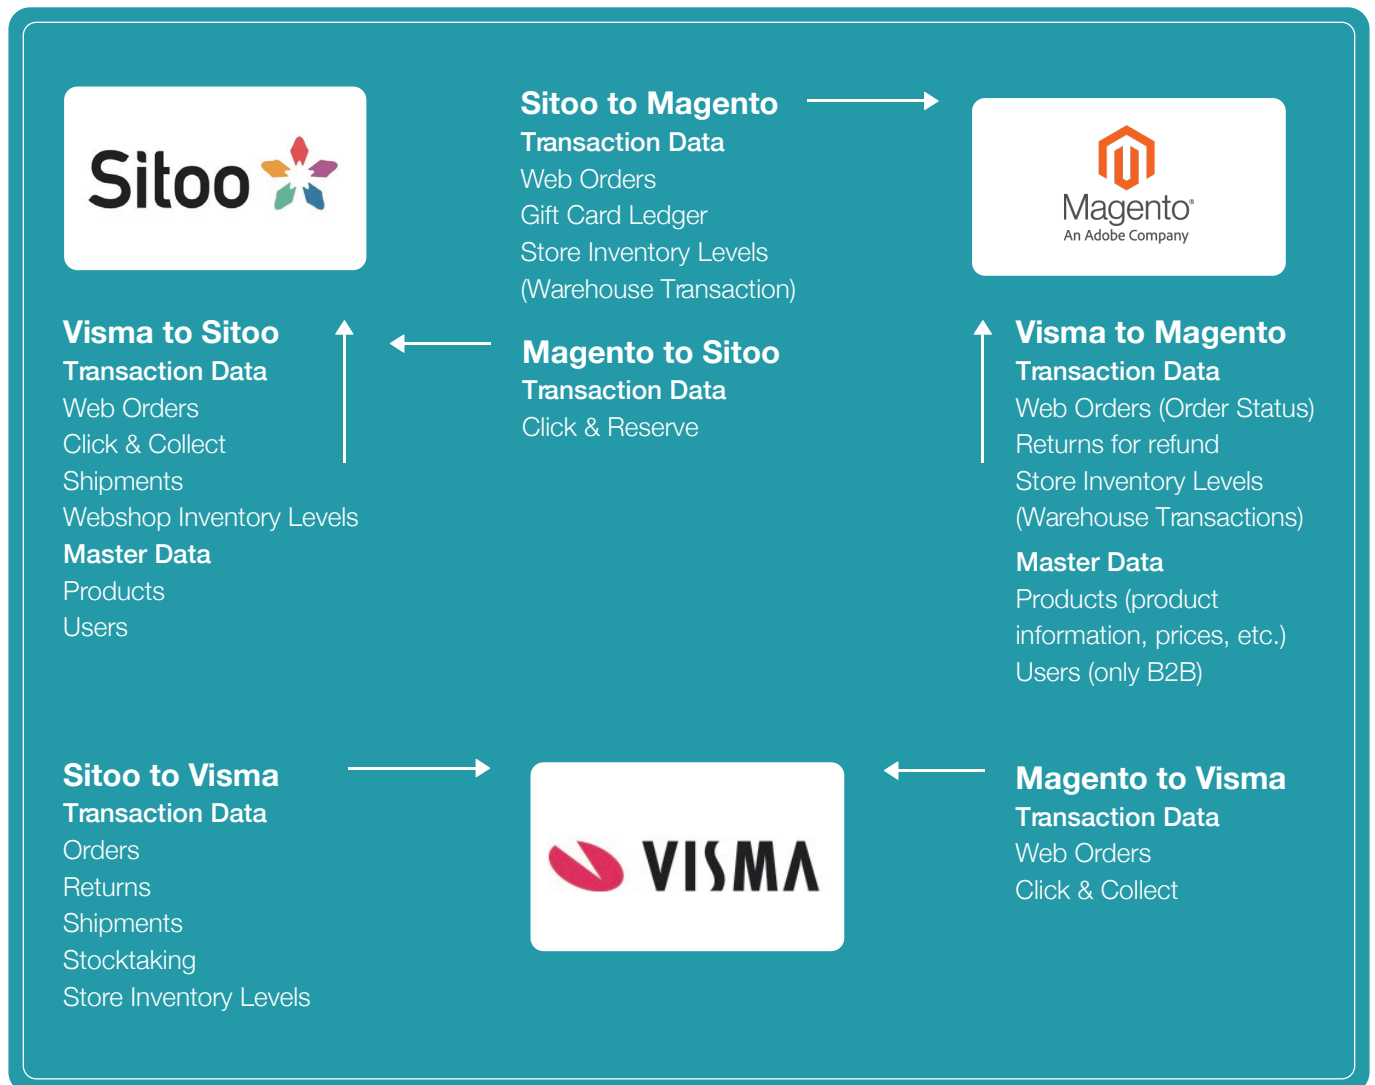 Sitoo
Sitoo to Magento
Transaction Data
Web Orders
Gift Card Ledger
Store Inventory Levels
(Warehouse Transaction)
Magento®
An Adobe Company
Visma to Sitoo
Transaction Data
Web Orders
Click & Collect
Shipments
Webshop Inventory Levels
Master Data
Products
Users
Magento to Sitoo
Transaction Data
Click & Reserve
Visma to Magento
Transaction Data
Web Orders (Order Status)
Returns for refund
Store Inventory Levels
(Warehouse Transactions)
Master Data
Products (product
information, prices, etc.)
Users (only B2B)
Sitoo to Visma
Transaction Data
Orders
Returns
Shipments
Stocktaking
Store Inventory Levels
VISMA
Magento to Visma
Transaction Data
Web Orders
Click & Collect